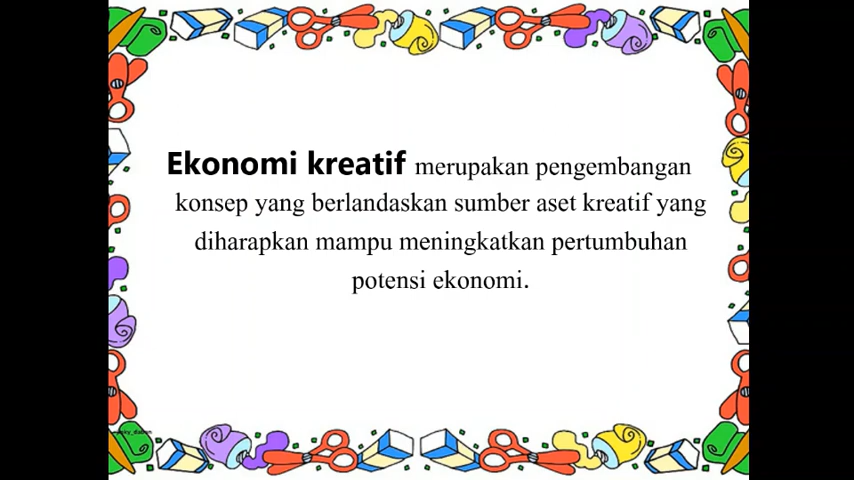 Ekonomi kreatif merupakan pengembangan
konsep yang berlandaskan sumber aset kreatif yang
diharapkan mampu meningkatkan pertumbuhan
potensi ekonomi.